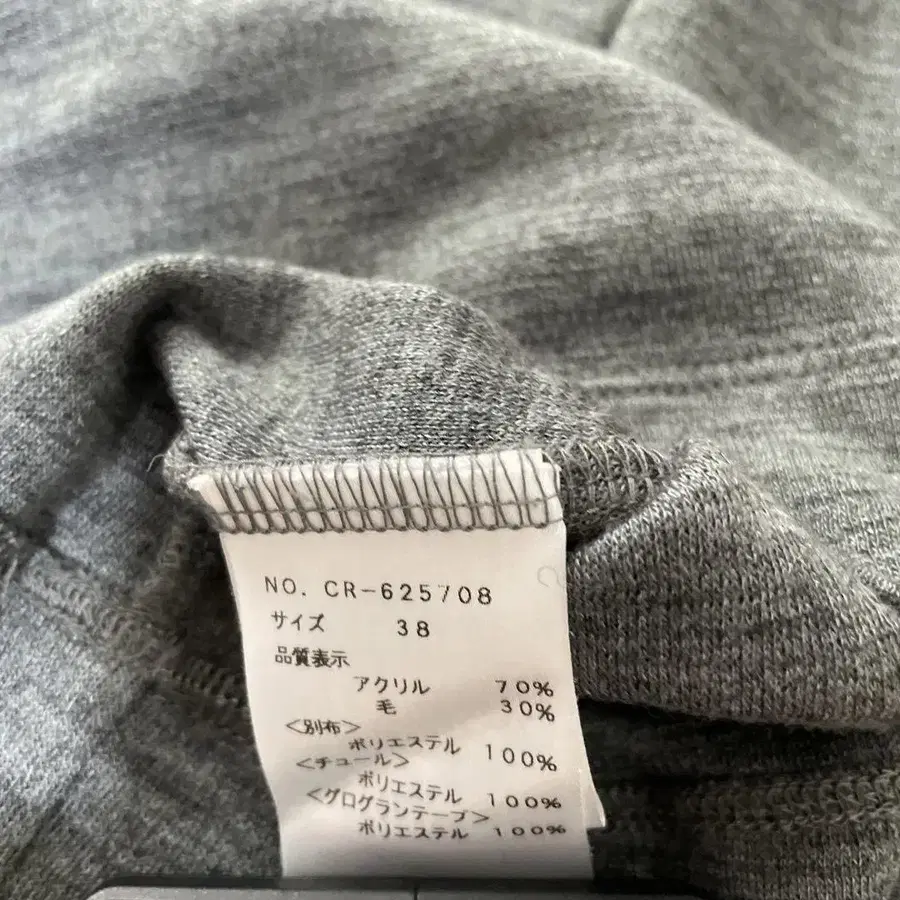 NO. CR-625708
サイズ 38
品質表示
アクリル 70%
毛 30%
<別布>
ポリエステル 100%
<チュール>
ポリエステル 100%
<グログランテープ>
ポリエステル 100%